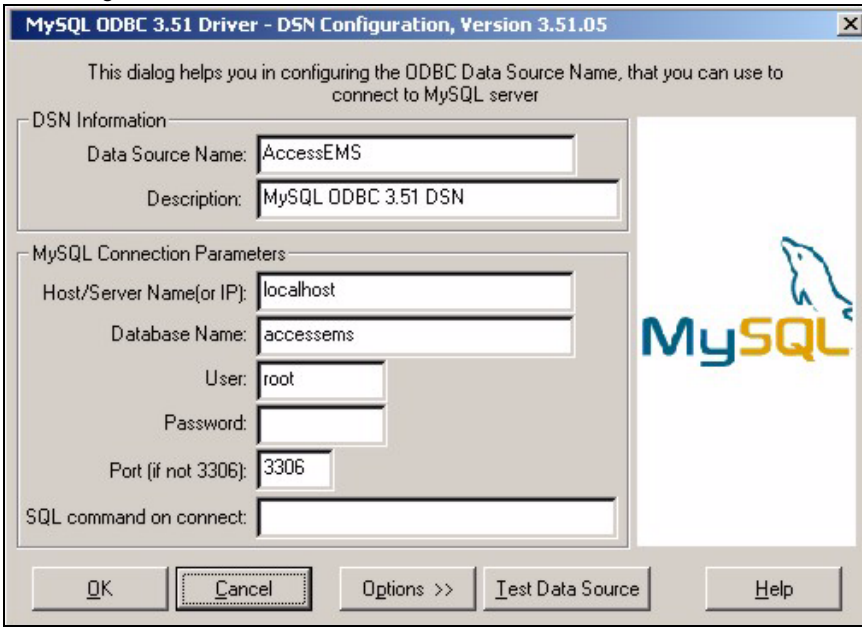 MySQL ODBC 3.51 Driver - DSN Configuration, Version 3.51.05
This dialog helps you in configuring the ODBC Data Source Name, that you can use to
connect to MySQL server
DSN Information
Data Source Name: AccessEMS
Description: MySQL ODBC 3.51 DSN
MySQL Connection Parameters
Host/Server Name(or IP): localhost
Database Name: accessems
User: root
Password:
Port (if not 3306): 3306
SQL command on connect:
MySQL
OK Cancel Options >> Test Data Source Help